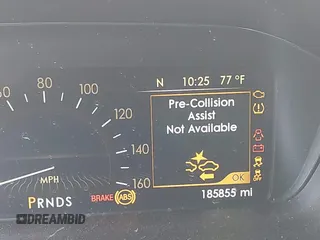 N 10:25 77 °F
60 80 100 120 140 160
MPH
Pre-Collision
Assist
Not Available
OK
PRNDS
BRAKE ABS
185855 mi
DREAMBID